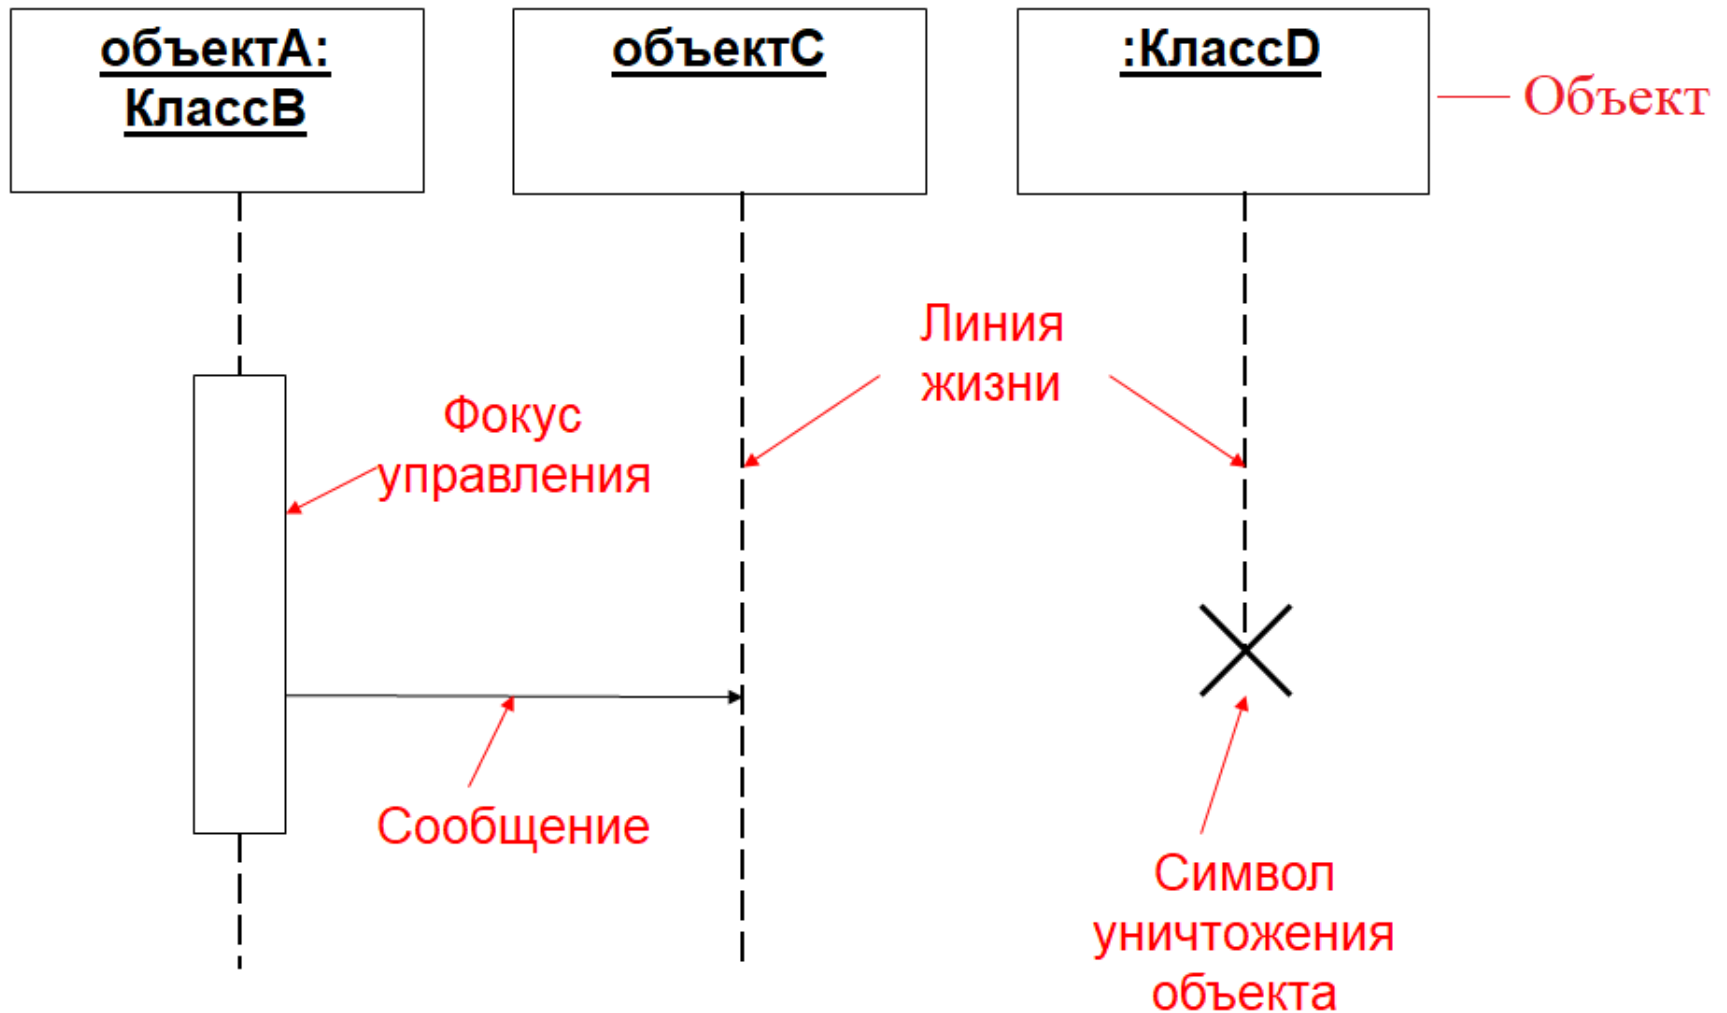 объектА:
КлассВ
объектС
:КлассD
Объект
Линия
жизни
Фокус
управления
Сообщение
Символ
уничтожения
объекта